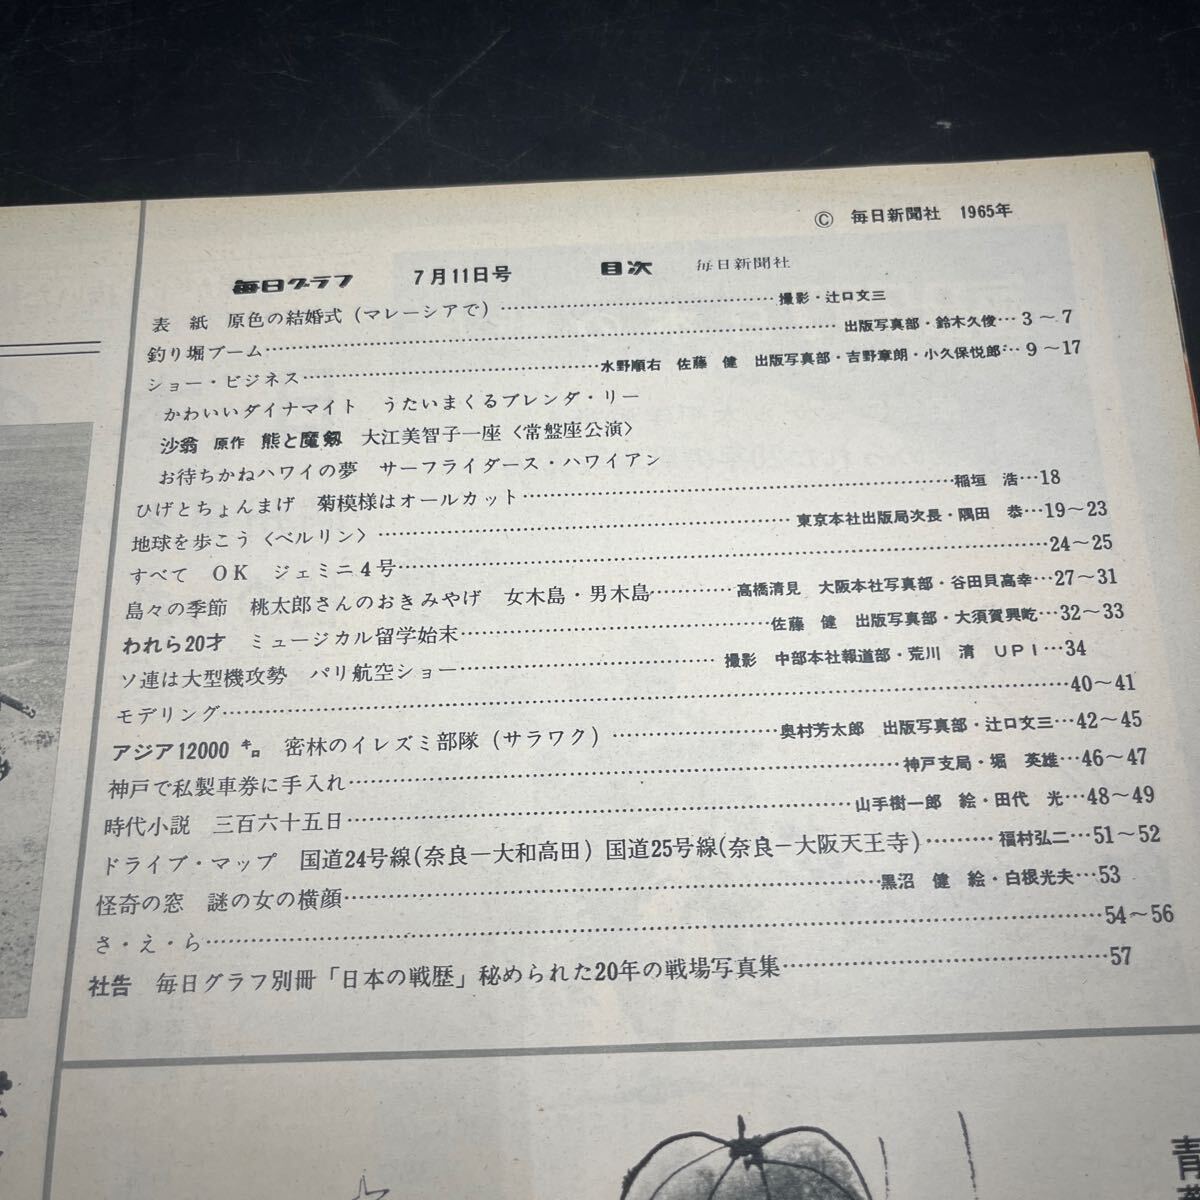 © 毎日新聞社 1965年
毎日グラフ 7月11日号 目次 毎日新聞社
表 紙 原色の結婚式(マレーシアで)……撮影・辻口文三
釣り堀ブーム……出版写真部・鈴木久俊…3〜7
ショー・ビジネス……水野順右 佐藤 健 出版写真部・吉野章朗・小久保悦郎…9〜17
かわいいダイナマイト うたいまくるブレンダ・リー
沙翁 原作 熊と魔剱 大江美智子一座〈常盤座公演〉
お待ちかねハワイの夢 サーフライダース・ハワイアン
ひげとちょんまげ 菊模様はオールカット……稲垣 浩…18
地球を歩こう〈ベルリン〉……東京本社出版局次長・隅田 恭…19〜23
すべて OK ジェミニ4号……24〜25
島々の季節 桃太郎さんのおきみやげ 女木島・男木島……高橋清見 大阪本社写真部・谷田貝高幸…27〜31
われら20才 ミュージカル留学始末……佐藤 健 出版写真部・大須賀興屹…32〜33
ソ連は大型機攻勢 パリ航空ショー……撮影 中部本社報道部・荒川 清 UPI…34
モデリング……40〜41
アジア12000キロ 密林のイレズミ部隊(サラワク)……奥村芳太郎 出版写真部・辻口文三…42〜45
神戸で私製車券に手入れ……神戸支局・堀 英雄…46〜47
時代小説 三百六十五日……山手樹一郎 絵・田代 光…48〜49
ドライブ・マップ 国道24号線(奈良―大和高田) 国道25号線(奈良―大阪天王寺)……福村弘二…51〜52
怪奇の窓 謎の女の横顔……黒沼 健 絵・白根光夫…53
さ・え・ら……54〜56
社告 毎日グラフ別冊「日本の戦歴」秘められた20年の戦場写真集……57
青